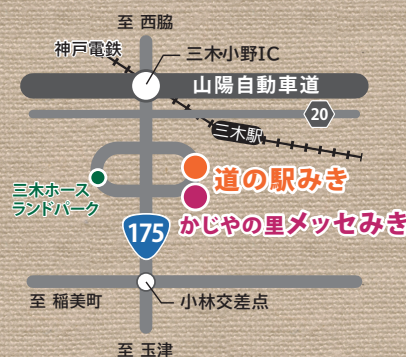 至 西脇
神戸電鉄
三木小野IC
山陽自動車道
20
三木駅
道の駅みき
三木ホース
ランドパーク
かじやの里メッセみき
175
至 稲美町
小林交差点
至 玉津